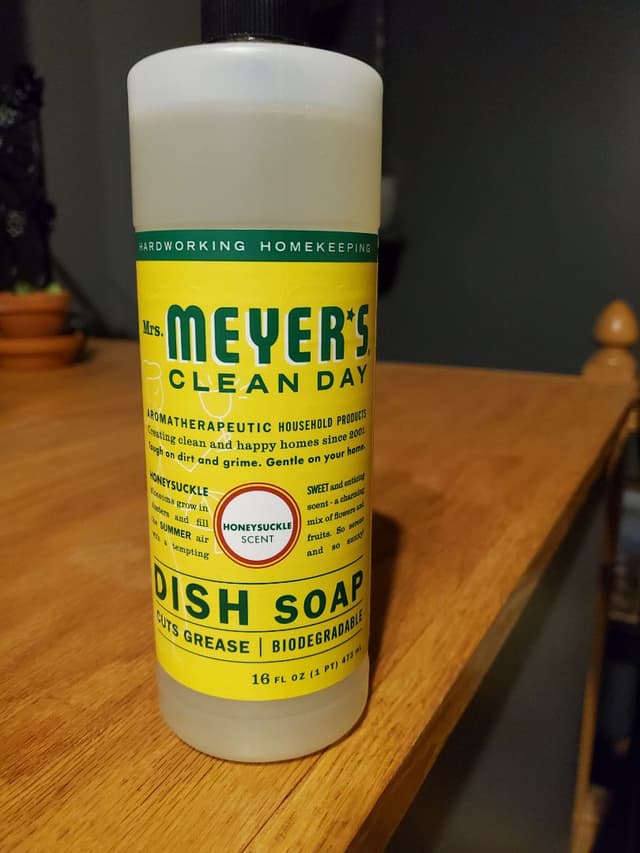 HARDWORKING HOMEKEEPING
Mrs. MEYER'S
CLEAN DAY
AROMATHERAPEUTIC HOUSEHOLD PRODUCTS
Creating clean and happy homes since 2001.
Tough on dirt and grime. Gentle on your home.
HONEYSUCKLE
blossoms grow in
clusters and fill
the SUMMER air
with a tempting
HONEYSUCKLE
SCENT
SWEET and enticing
scent - a charming
mix of flowers and
fruits. So serene
and so sunny!
DISH SOAP
CUTS GREASE | BIODEGRADABLE
16 FL OZ (1 PT) 473 mL